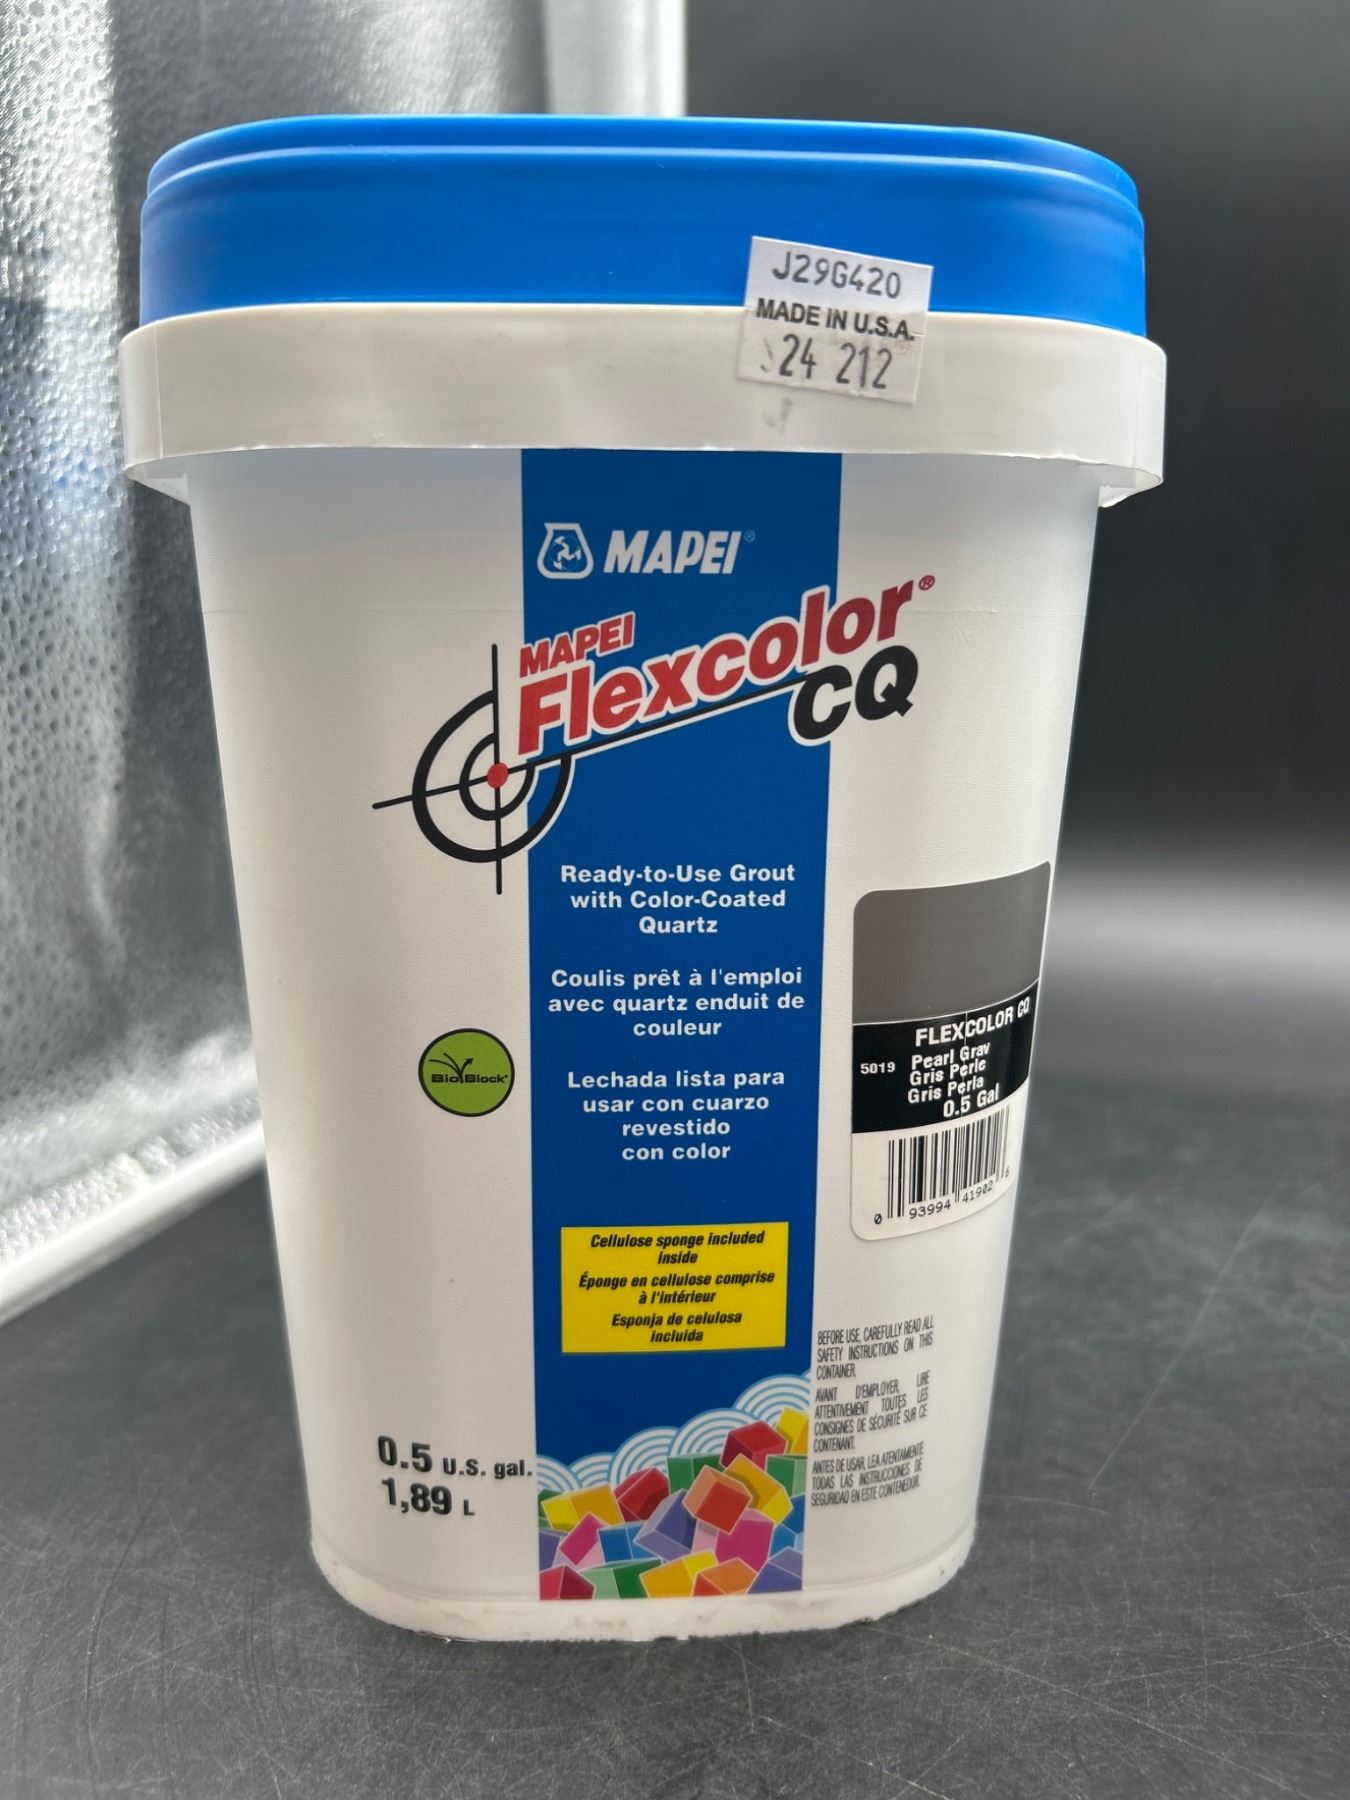 J29G420
MADE IN U.S.A.
24 212
MAPEI®
MAPEI
Flexcolor®
CQ
Ready-to-Use Grout
with Color-Coated
Quartz
Coulis prêt à l'emploi
avec quartz enduit de
couleur
Lechada lista para
usar con cuarzo
revestido
con color
BioBlock®
FLEXCOLOR CQ
5019 Pearl Gray
Gris Perle
Gris Perla
0.5 Gal
0 93994 41902 6
Cellulose sponge included
inside
Éponge en cellulose comprise
à l'intérieur
Esponja de celulosa
incluida
BEFORE USE, CAREFULLY READ ALL
SAFETY INSTRUCTIONS ON THIS
CONTAINER.
AVANT D'EMPLOYER, LIRE
ATTENTIVEMENT TOUTES LES
CONSIGNES DE SÉCURITÉ SUR CE
CONTENANT.
ANTES DE USAR, LEA ATENTAMENTE
TODAS LAS INSTRUCCIONES DE
SEGURIDAD EN ESTE CONTENEDOR.
0.5 U.S. gal.
1,89 L